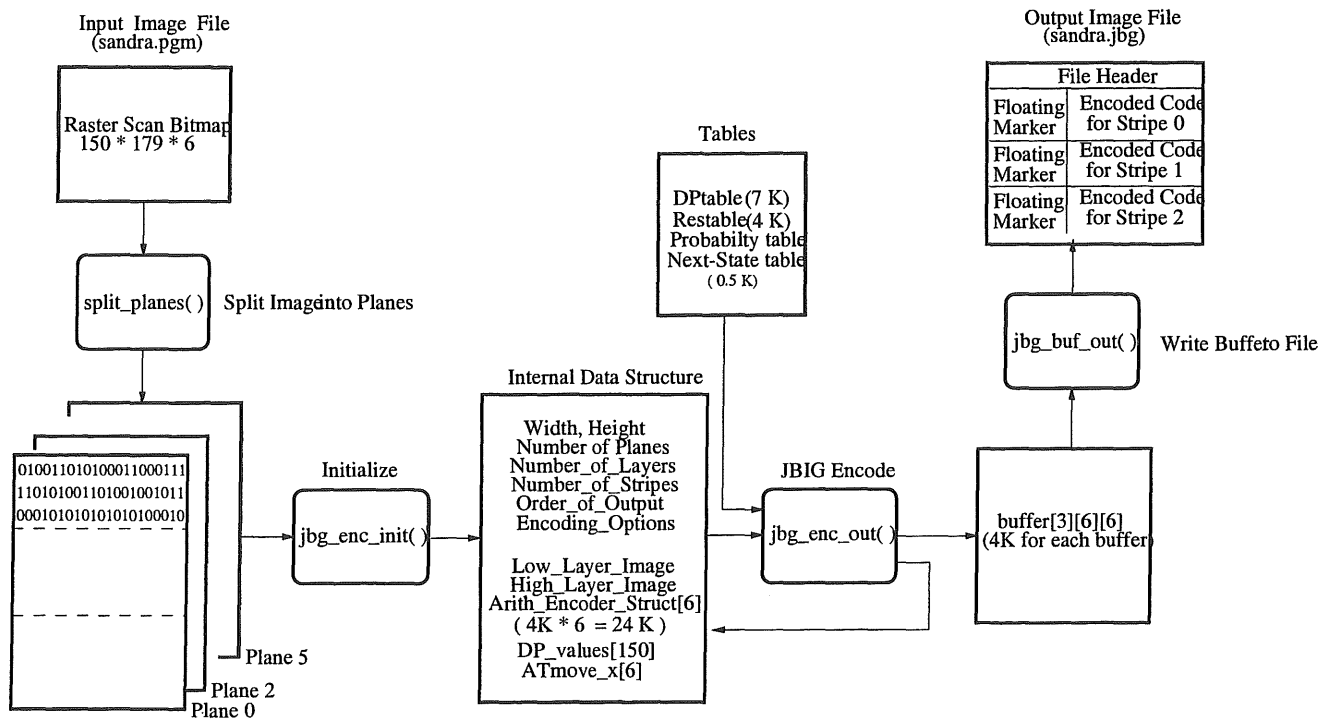 Input Image File
(sandra.pgm)
Raster Scan Bitmap
150 * 179 * 6
split_planes( )
Split Imageinto Planes
010011010100011000111
110101001101001001011
000101010101010100010
Plane 5
Plane 2
Plane 0
Initialize
jbg_enc_init( )
Internal Data Structure
Width, Height
Number of Planes
Number_of_Layers
Number_of_Stripes
Order_of_Output
Encoding_Options
Low_Layer_Image
High_Layer_Image
Arith_Encoder_Struct[6]
( 4K * 6 = 24 K )
DP_values[150]
ATmove_x[6]
Tables
DPtable(7 K)
Restable(4 K)
Probabilty table
Next-State table
( 0.5 K)
JBIG Encode
jbg_enc_out( )
buffer[3][6][6]
(4K for each buffer)
jbg_buf_out( )
Write Buffeto File
Output Image File
(sandra.jbg)
File Header
Floating Marker
Encoded Code for Stripe 0
Floating Marker
Encoded Code for Stripe 1
Floating Marker
Encoded Code for Stripe 2